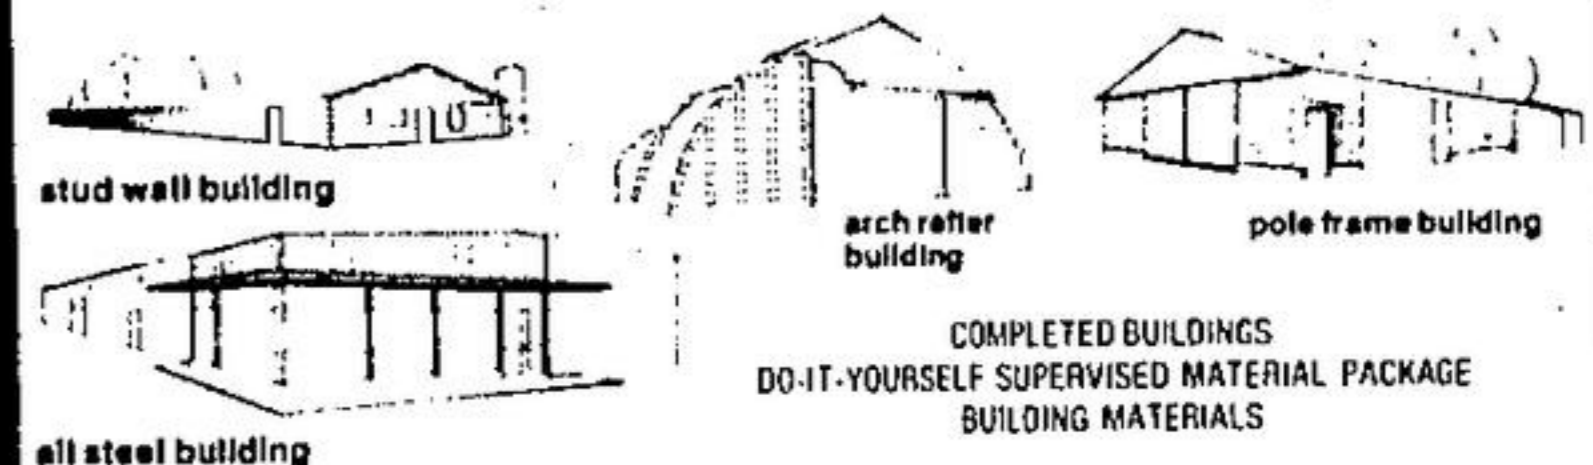 stud wall building
arch rafter
building
pole frame building
all steel building
COMPLETED BUILDINGS
DO-IT-YOURSELF SUPERVISED MATERIAL PACKAGE
BUILDING MATERIALS